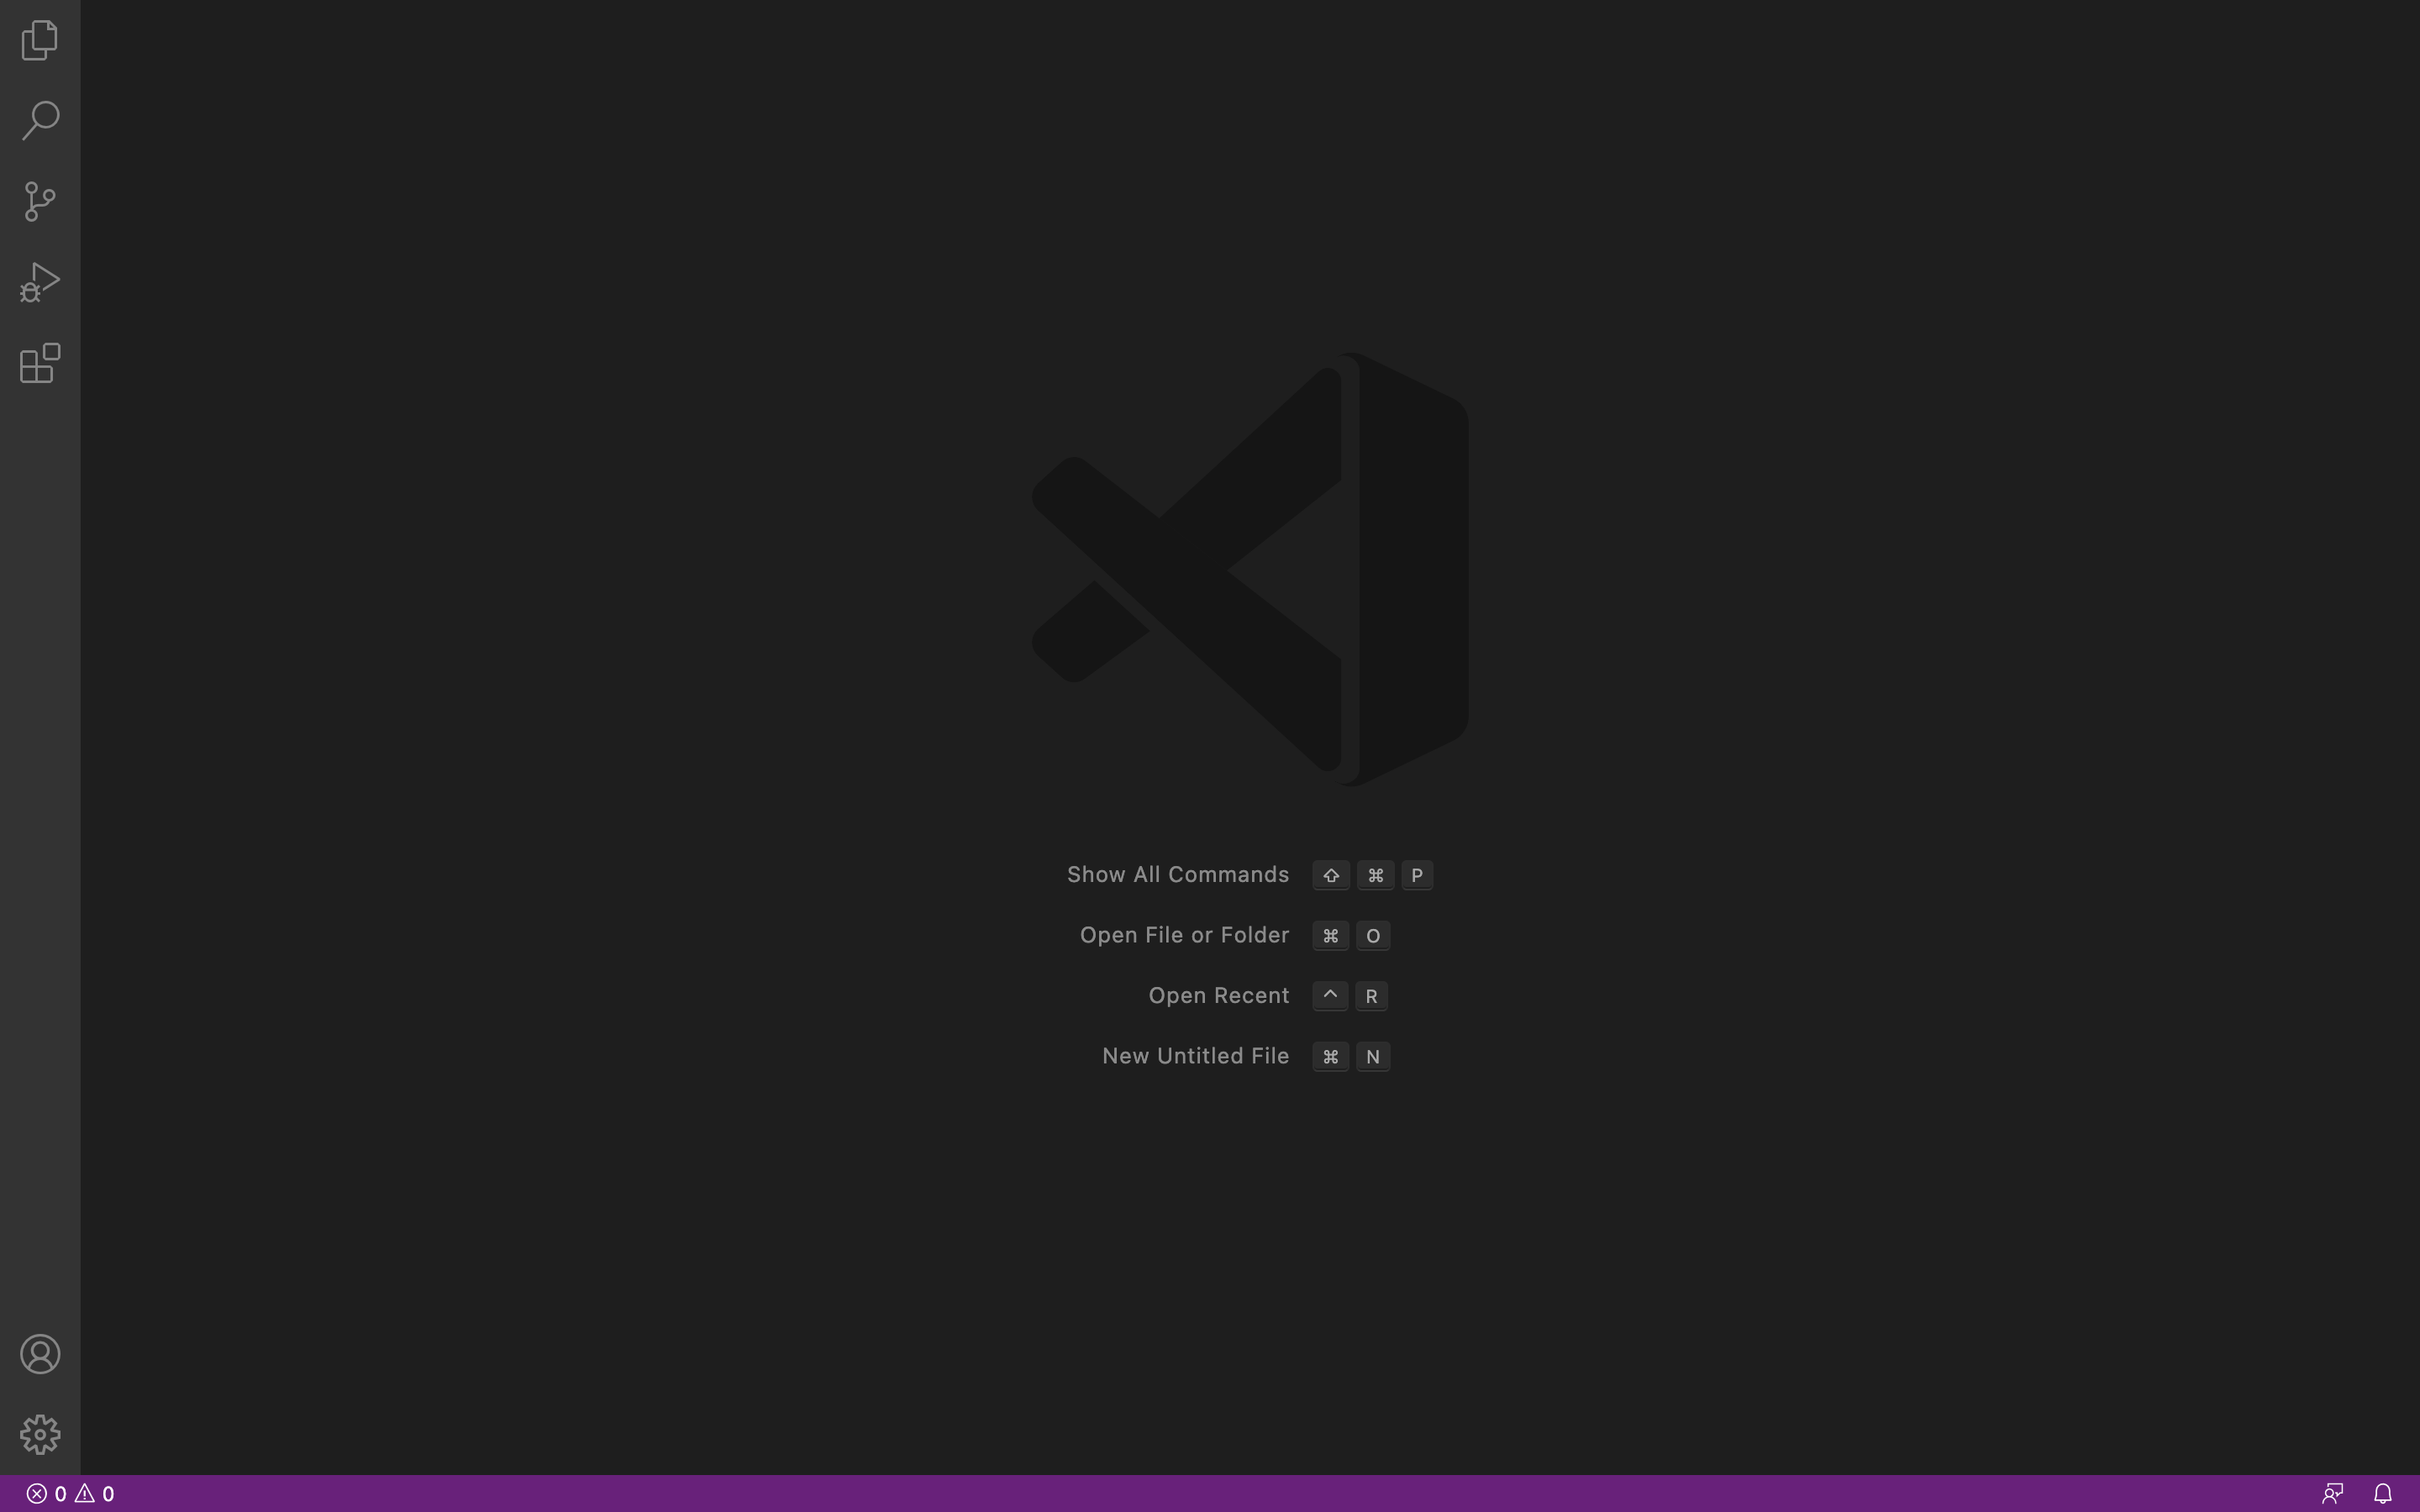 Show All Commands ⇧ ⌘ P
Open File or Folder ⌘ O
Open Recent ^ R
New Untitled File ⌘ N
0 0